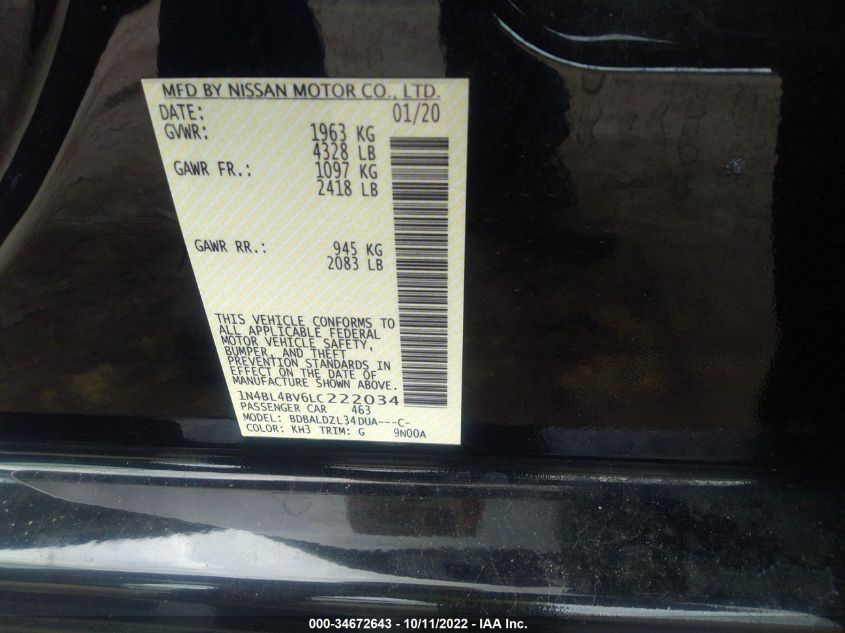 MFD BY NISSAN MOTOR CO., LTD.
DATE: 01/20
GVWR: 1963 KG
4328 LB
GAWR FR.: 1097 KG
2418 LB
GAWR RR.: 945 KG
2083 LB
THIS VEHICLE CONFORMS TO
ALL APPLICABLE FEDERAL
MOTOR VEHICLE SAFETY,
BUMPER, AND THEFT
PREVENTION STANDARDS IN
EFFECT ON THE DATE OF
MANUFACTURE SHOWN ABOVE.
1N4BL4BV6LC222034
PASSENGER CAR 463
MODEL: BDBALDZL34DUA---C-
COLOR: KH3 TRIM: G 9N00A
000-34672643 - 10/11/2022 - IAA Inc.